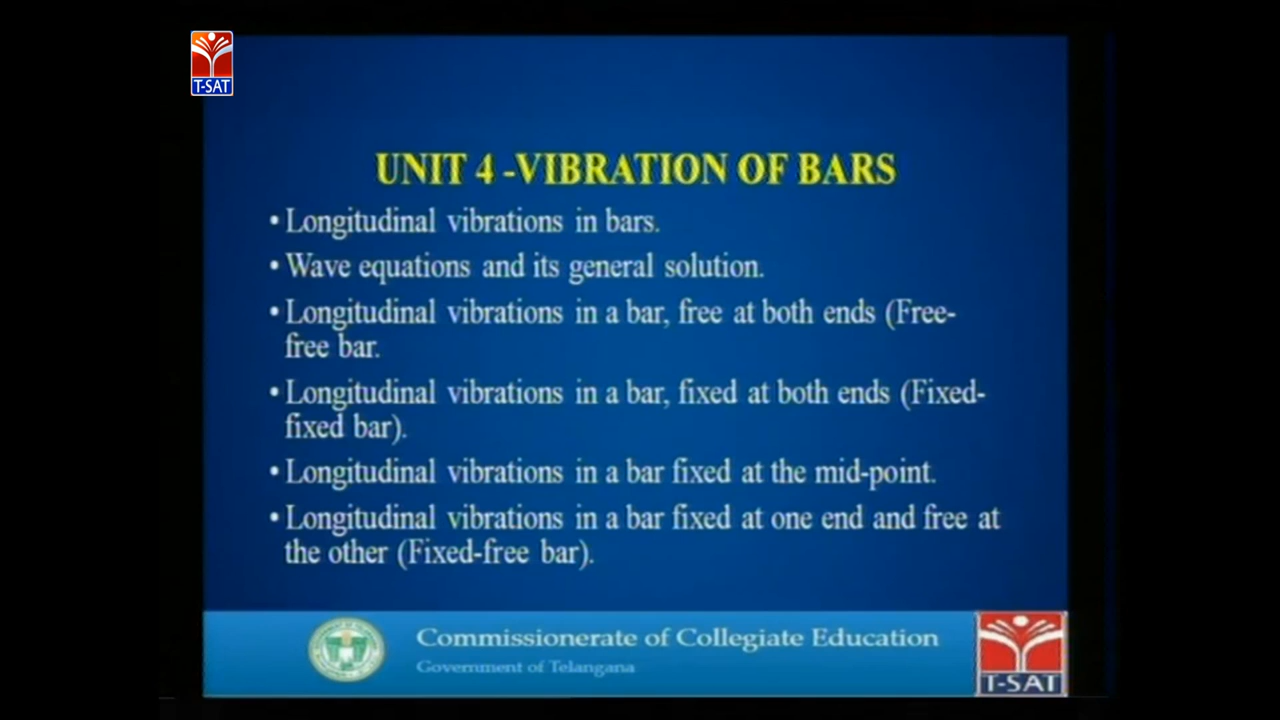 T-SAT
UNIT 4 -VIBRATION OF BARS
• Longitudinal vibrations in bars.
• Wave equations and its general solution.
• Longitudinal vibrations in a bar, free at both ends (Free-
free bar.
• Longitudinal vibrations in a bar, fixed at both ends (Fixed-
fixed bar).
• Longitudinal vibrations in a bar fixed at the mid-point.
• Longitudinal vibrations in a bar fixed at one end and free at
the other (Fixed-free bar).
Commissionerate of Collegiate Education
Government of Telangana
T-SAT